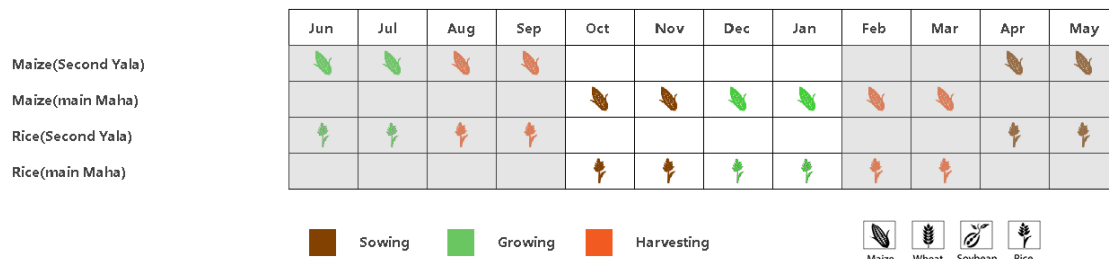 Jun Jul Aug Sep Oct Nov Dec Jan Feb Mar Apr May
Maize(Second Yala)
Maize(main Maha)
Rice(Second Yala)
Rice(main Maha)
Sowing Growing Harvesting
Maize Wheat Soybean Rice